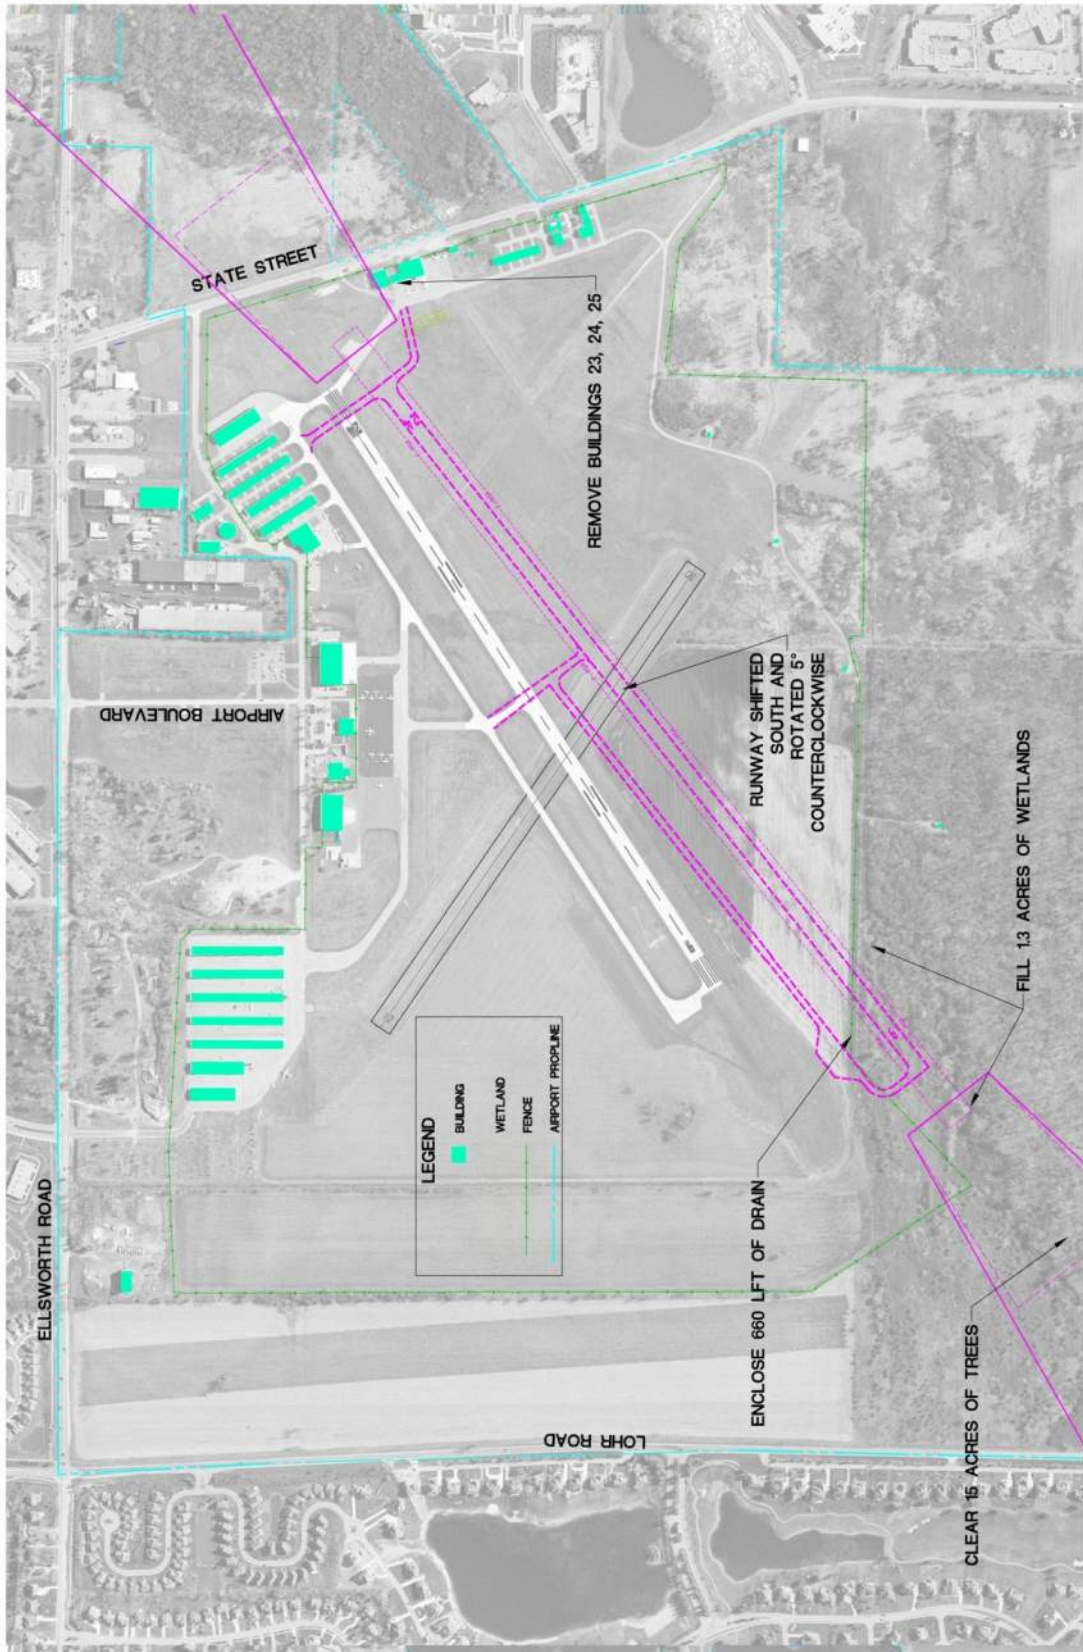 ELLSWORTH ROAD
STATE STREET
AIRPORT BOULEVARD
LOHR ROAD
REMOVE BUILDINGS 23, 24, 25
RUNWAY SHIFTED
SOUTH AND
ROTATED 5°
COUNTERCLOCKWISE
LEGEND
BUILDING
WETLAND
FENCE
AIRPORT PROPLINE
ENCLOSE 660 LFT OF DRAIN
FILL 1.3 ACRES OF WETLANDS
CLEAR 15 ACRES OF TREES
24